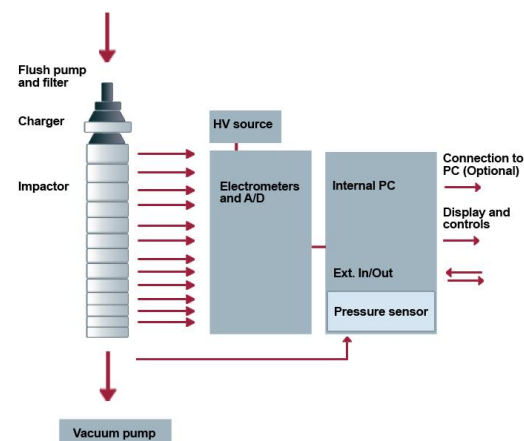 Flush pump
and filter
Charger
Impactor
HV source
Electrometers
and A/D
Internal PC
Ext. In/Out
Pressure sensor
Connection to
PC (Optional)
Display and
controls
Vacuum pump